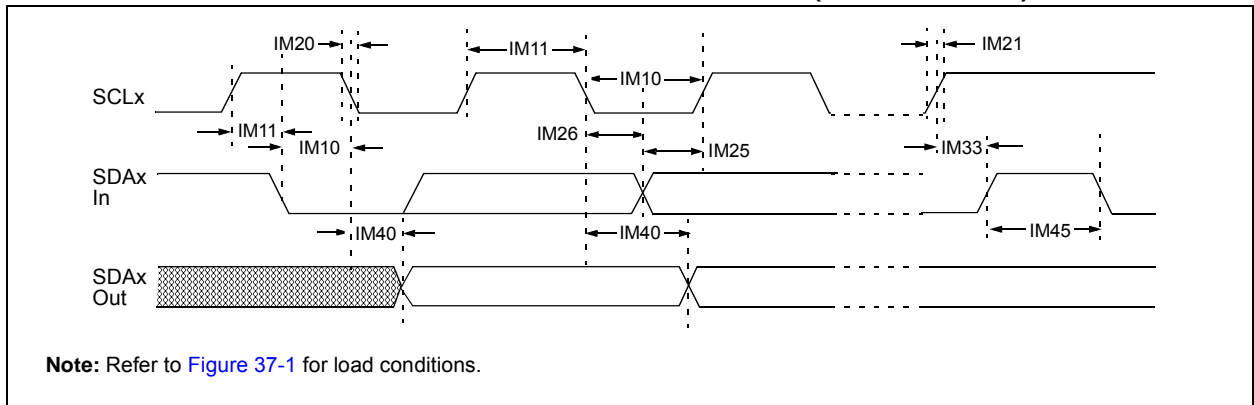 IM20
IM11
IM21
IM10
SCLx
IM11
IM26
IM10
IM25
IM33
SDAx
In
IM40
IM40
IM45
SDAx
Out
Note: Refer to Figure 37-1 for load conditions.